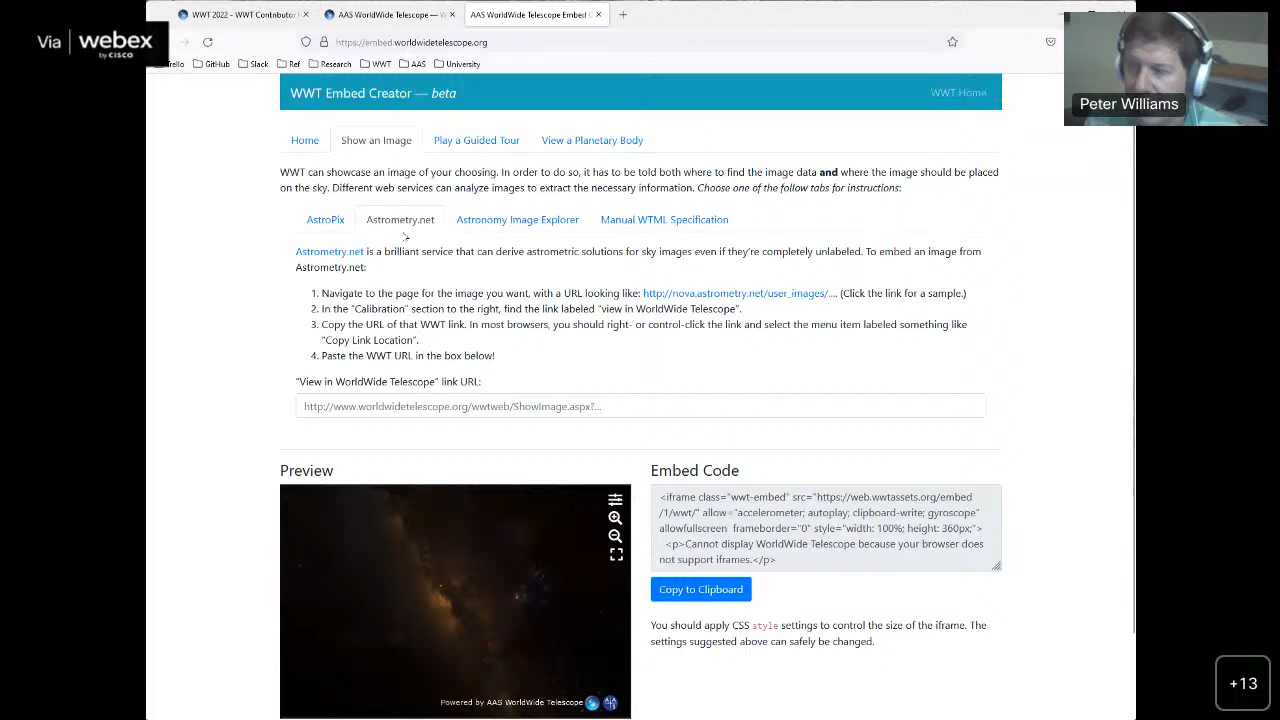 Via | webex
by CISCO
WWT 2022 - WWT Contributor H
AAS WorldWide Telescope — W
AAS WorldWide Telescope Embed C
https://embed.worldwidetelescope.org
Trello GitHub Slack Ref Research WWT AAS University
Peter Williams
WWT Embed Creator — beta
WWT Home
Home Show an Image Play a Guided Tour View a Planetary Body
WWT can showcase an image of your choosing. In order to do so, it has to be told both where to find the image data and where the image should be placed
on the sky. Different web services can analyze images to extract the necessary information. Choose one of the follow tabs for instructions:
AstroPix Astrometry.net Astronomy Image Explorer Manual WTML Specification
Astrometry.net is a brilliant service that can derive astrometric solutions for sky images even if they're completely unlabeled. To embed an image from
Astrometry.net:
1. Navigate to the page for the image you want, with a URL looking like: http://nova.astrometry.net/user_images/.... (Click the link for a sample.)
2. In the "Calibration" section to the right, find the link labeled "view in WorldWide Telescope".
3. Copy the URL of that WWT link. In most browsers, you should right- or control-click the link and select the menu item labeled something like
"Copy Link Location".
4. Paste the WWT URL in the box below!
"View in WorldWide Telescope" link URL:
http://www.worldwidetelescope.org/wwtweb/ShowImage.aspx?...
Preview
Embed Code
<iframe class="wwt-embed" src="https://web.wwtassets.org/embed
/1/wwt/" allow="accelerometer; autoplay; clipboard-write; gyroscope"
allowfullscreen frameborder="0" style="width: 100%; height: 360px;">
<p>Cannot display WorldWide Telescope because your browser does
not support iframes.</p>
Copy to Clipboard
You should apply CSS style settings to control the size of the iframe. The
settings suggested above can safely be changed.
Powered by AAS WorldWide Telescope
+13